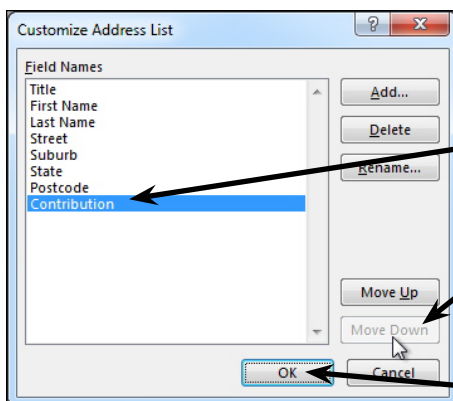 Customize Address List
?
Field Names
Title
First Name
Last Name
Street
Suburb
State
Postcode
Contribution
Add...
Delete
Rename...
Move Up
Move Down
OK
Cancel